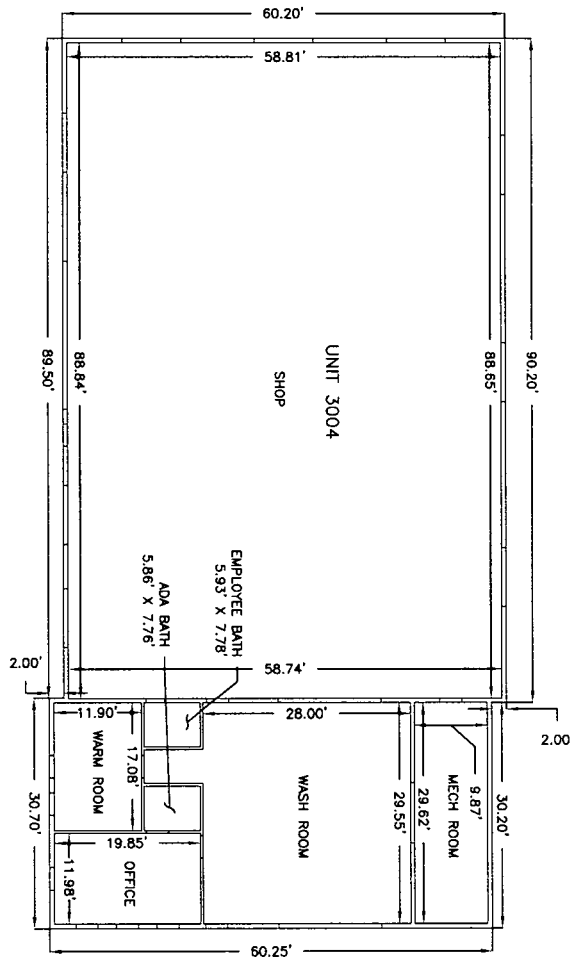 60.20'
58.81'
89.50'
88.84'
88.65'
90.20'
UNIT 3004
SHOP
EMPLOYEE BATH
5.93' X 7.78'
ADA BATH
5.86' X 7.76'
58.74'
2.00'
2.00
11.90'
28.00'
17.08'
WARM ROOM
WASH ROOM
29.55'
29.62'
9.87'
MECH ROOM
30.20'
30.70'
19.85'
11.98'
OFFICE
60.25'